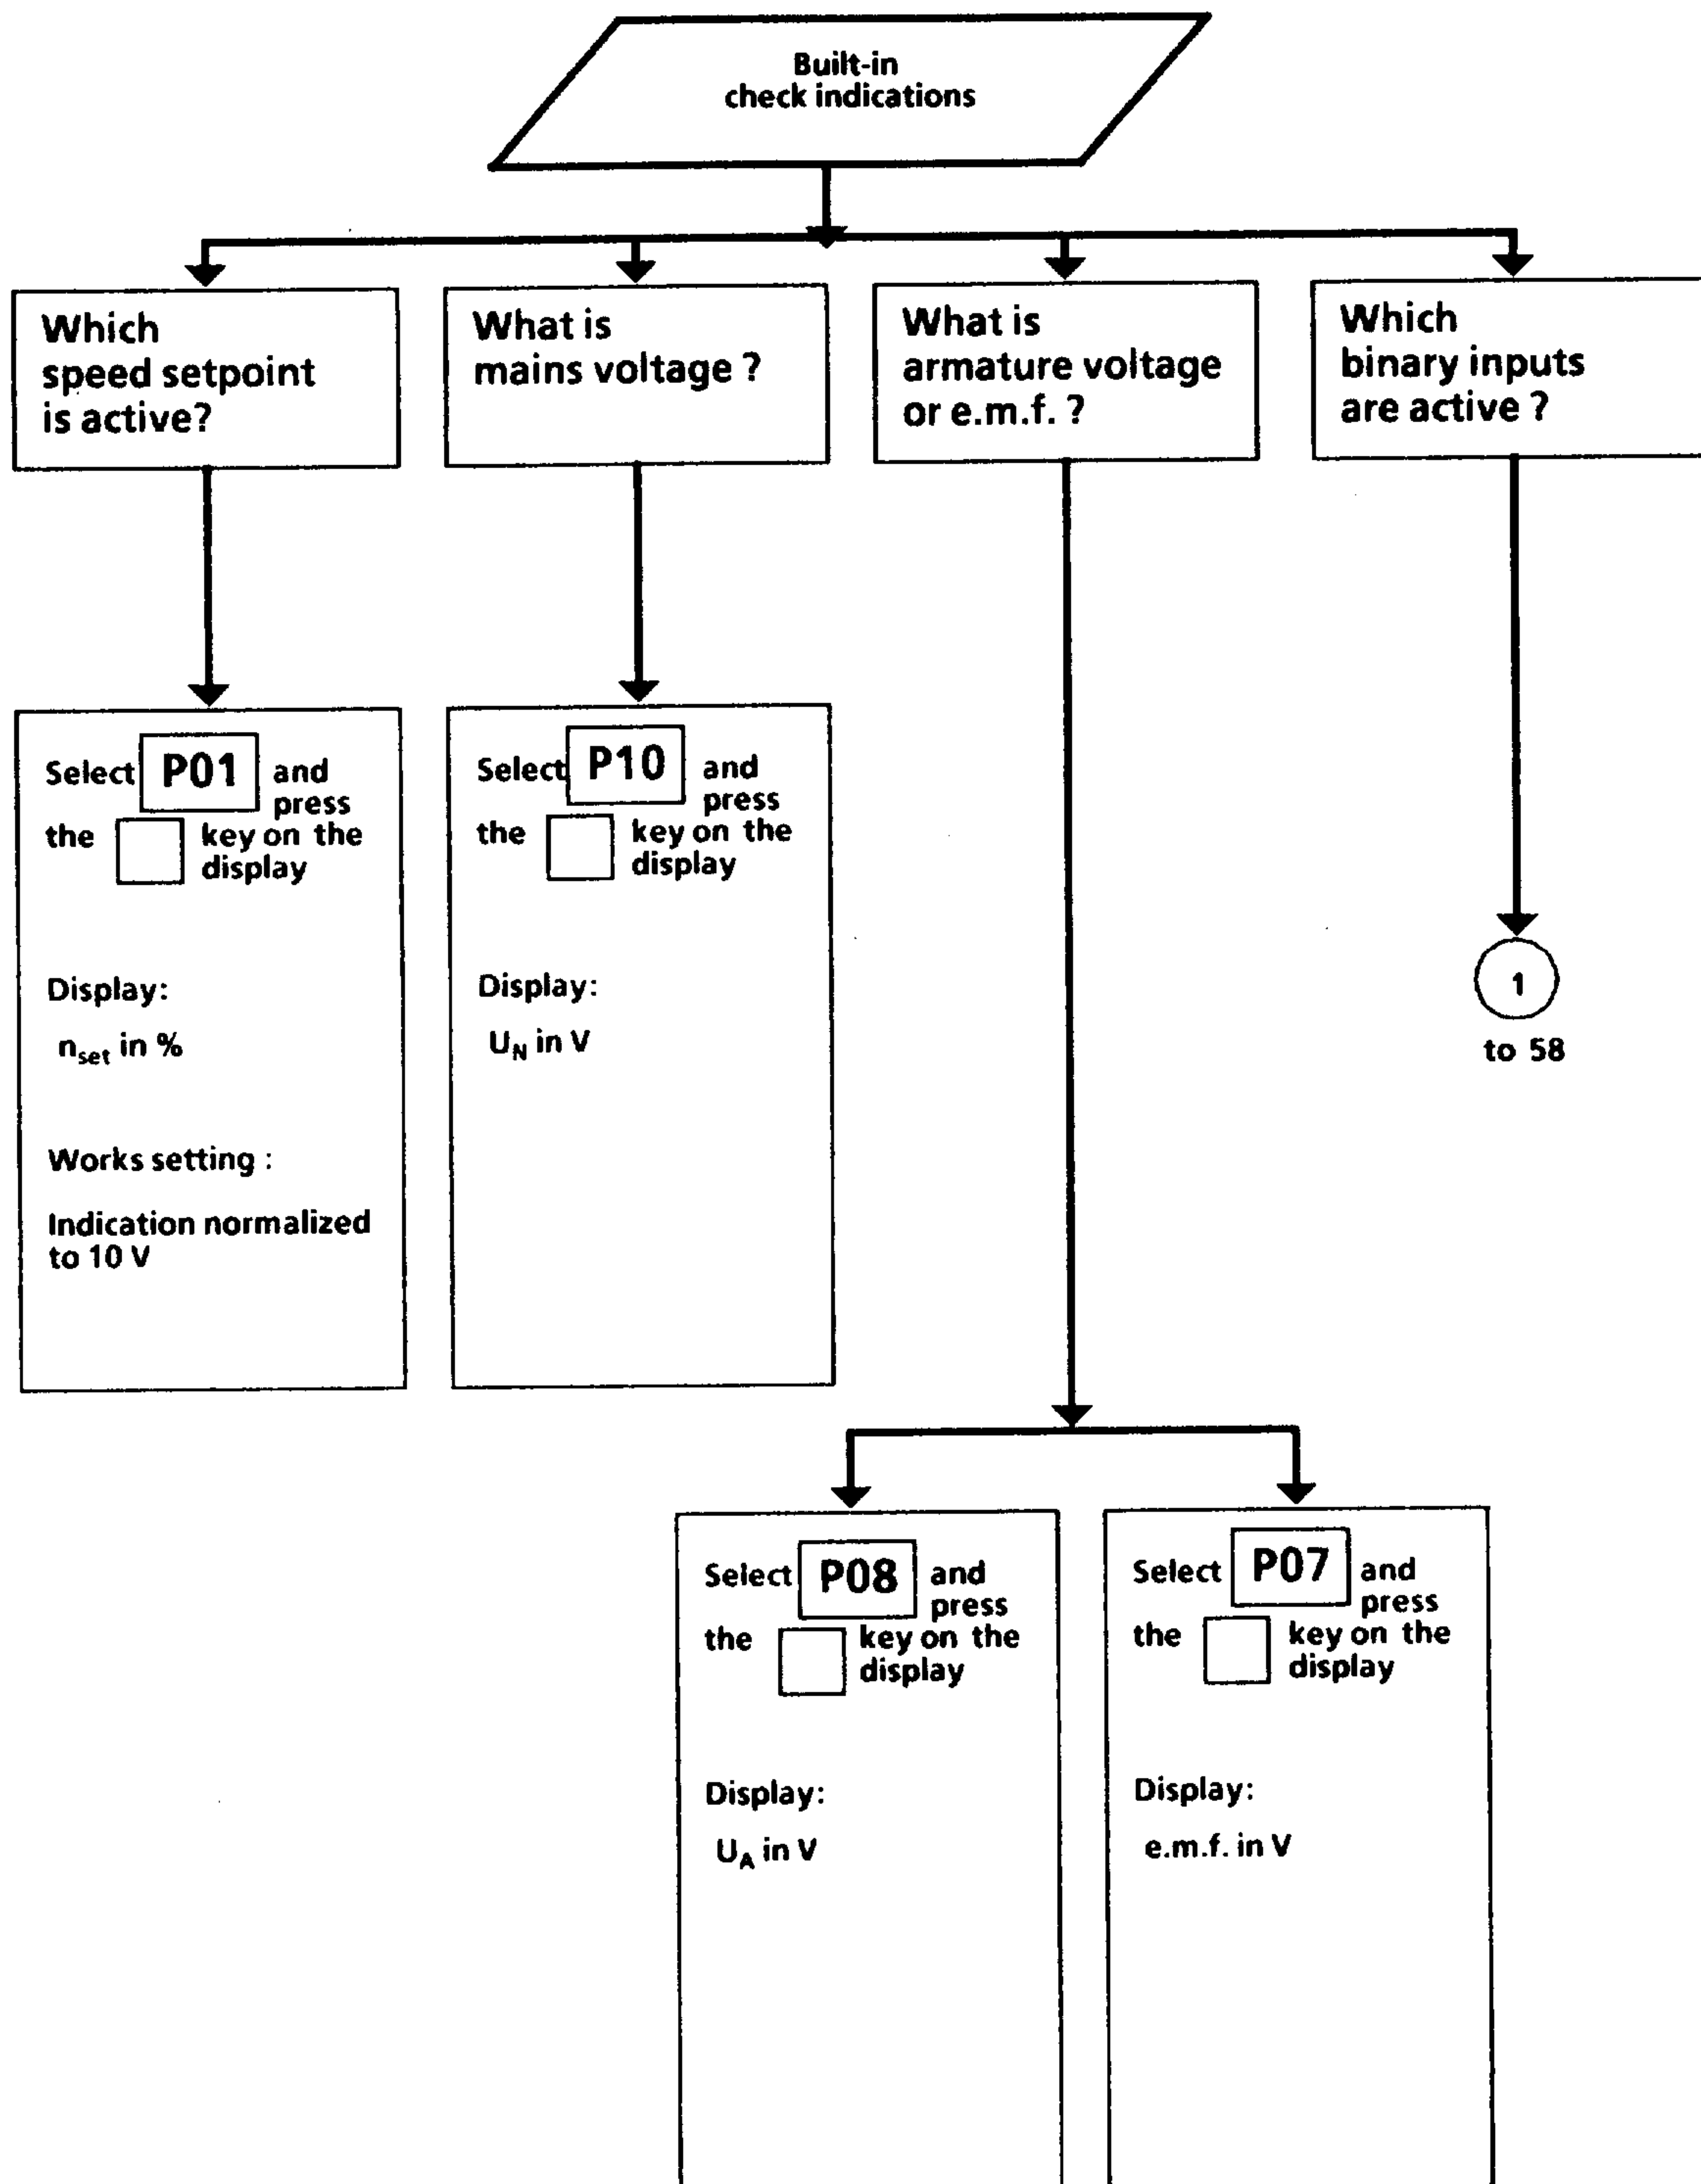 Built-in
check indications
Which
speed setpoint
is active?
What is
mains voltage ?
What is
armature voltage
or e.m.f. ?
Which
binary inputs
are active ?
Select P01 and
press
the key on the
display
Display:
nset in %
Works setting :
Indication normalized
to 10 V
Select P10 and
press
the key on the
display
Display:
UN in V
1
to 58
Select P08 and
press
the key on the
display
Display:
UA in V
Select P07 and
press
the key on the
display
Display:
e.m.f. in V